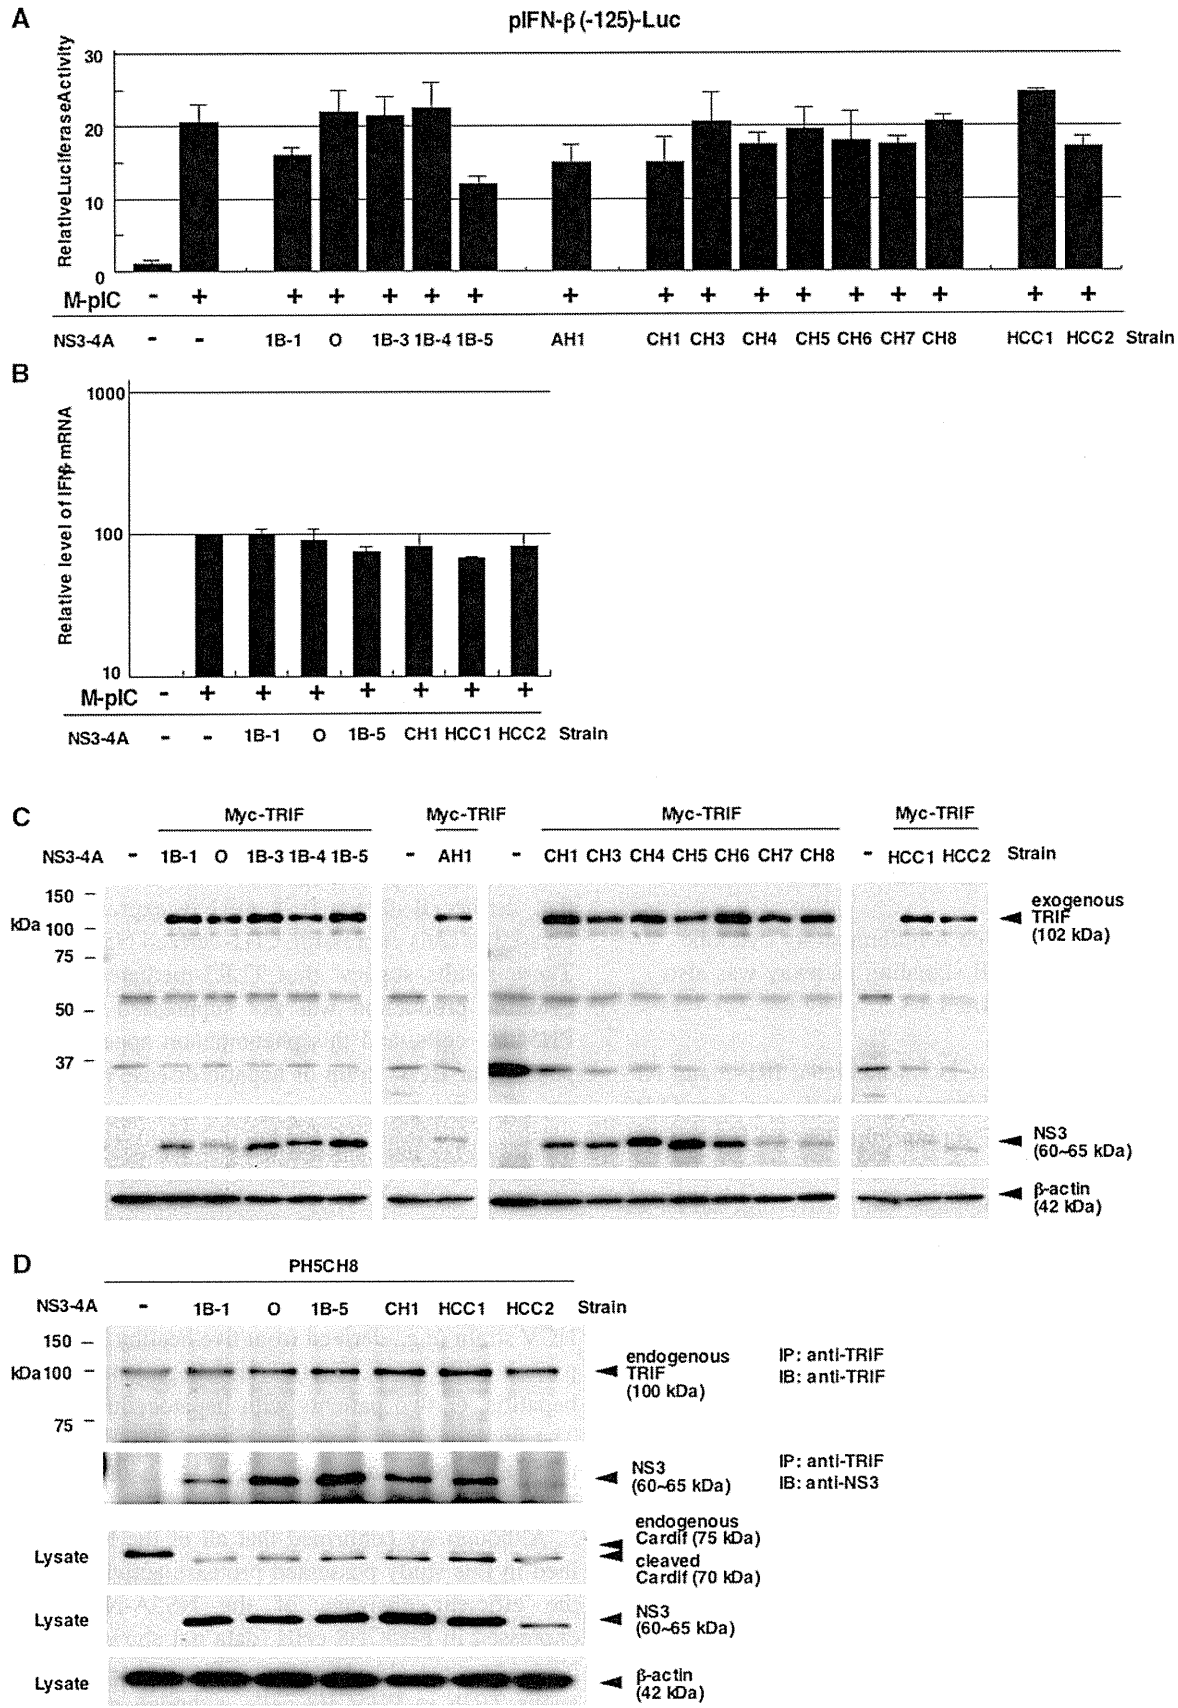 A
pIFN-β (-125)-Luc
RelativeLuciferaseActivity
30
20
10
0
M-pIC - + + + + + + + + + + + + + + + +
NS3-4A - - 1B-1 O 1B-3 1B-4 1B-5 AH1 CH1 CH3 CH4 CH5 CH6 CH7 CH8 HCC1 HCC2 Strain
B
Relative level of IFNβ mRNA
1000
100
10
M-pIC - + + + + + + +
NS3-4A - - 1B-1 O 1B-5 CH1 HCC1 HCC2 Strain
C
Myc-TRIF Myc-TRIF Myc-TRIF Myc-TRIF
NS3-4A - 1B-1 O 1B-3 1B-4 1B-5 - AH1 - CH1 CH3 CH4 CH5 CH6 CH7 CH8 - HCC1 HCC2 Strain
150
kDa
100
75
50
37
exogenous
TRIF
(102 kDa)
NS3
(60~65 kDa)
β-actin
(42 kDa)
D
PH5CH8
NS3-4A - 1B-1 O 1B-5 CH1 HCC1 HCC2 Strain
150
kDa 100
75
endogenous
TRIF
(100 kDa)
IP: anti-TRIF
IB: anti-TRIF
NS3
(60~65 kDa)
IP: anti-TRIF
IB: anti-NS3
Lysate
endogenous
Cardif (75 kDa)
cleaved
Cardif (70 kDa)
Lysate
NS3
(60~65 kDa)
Lysate
β-actin
(42 kDa)